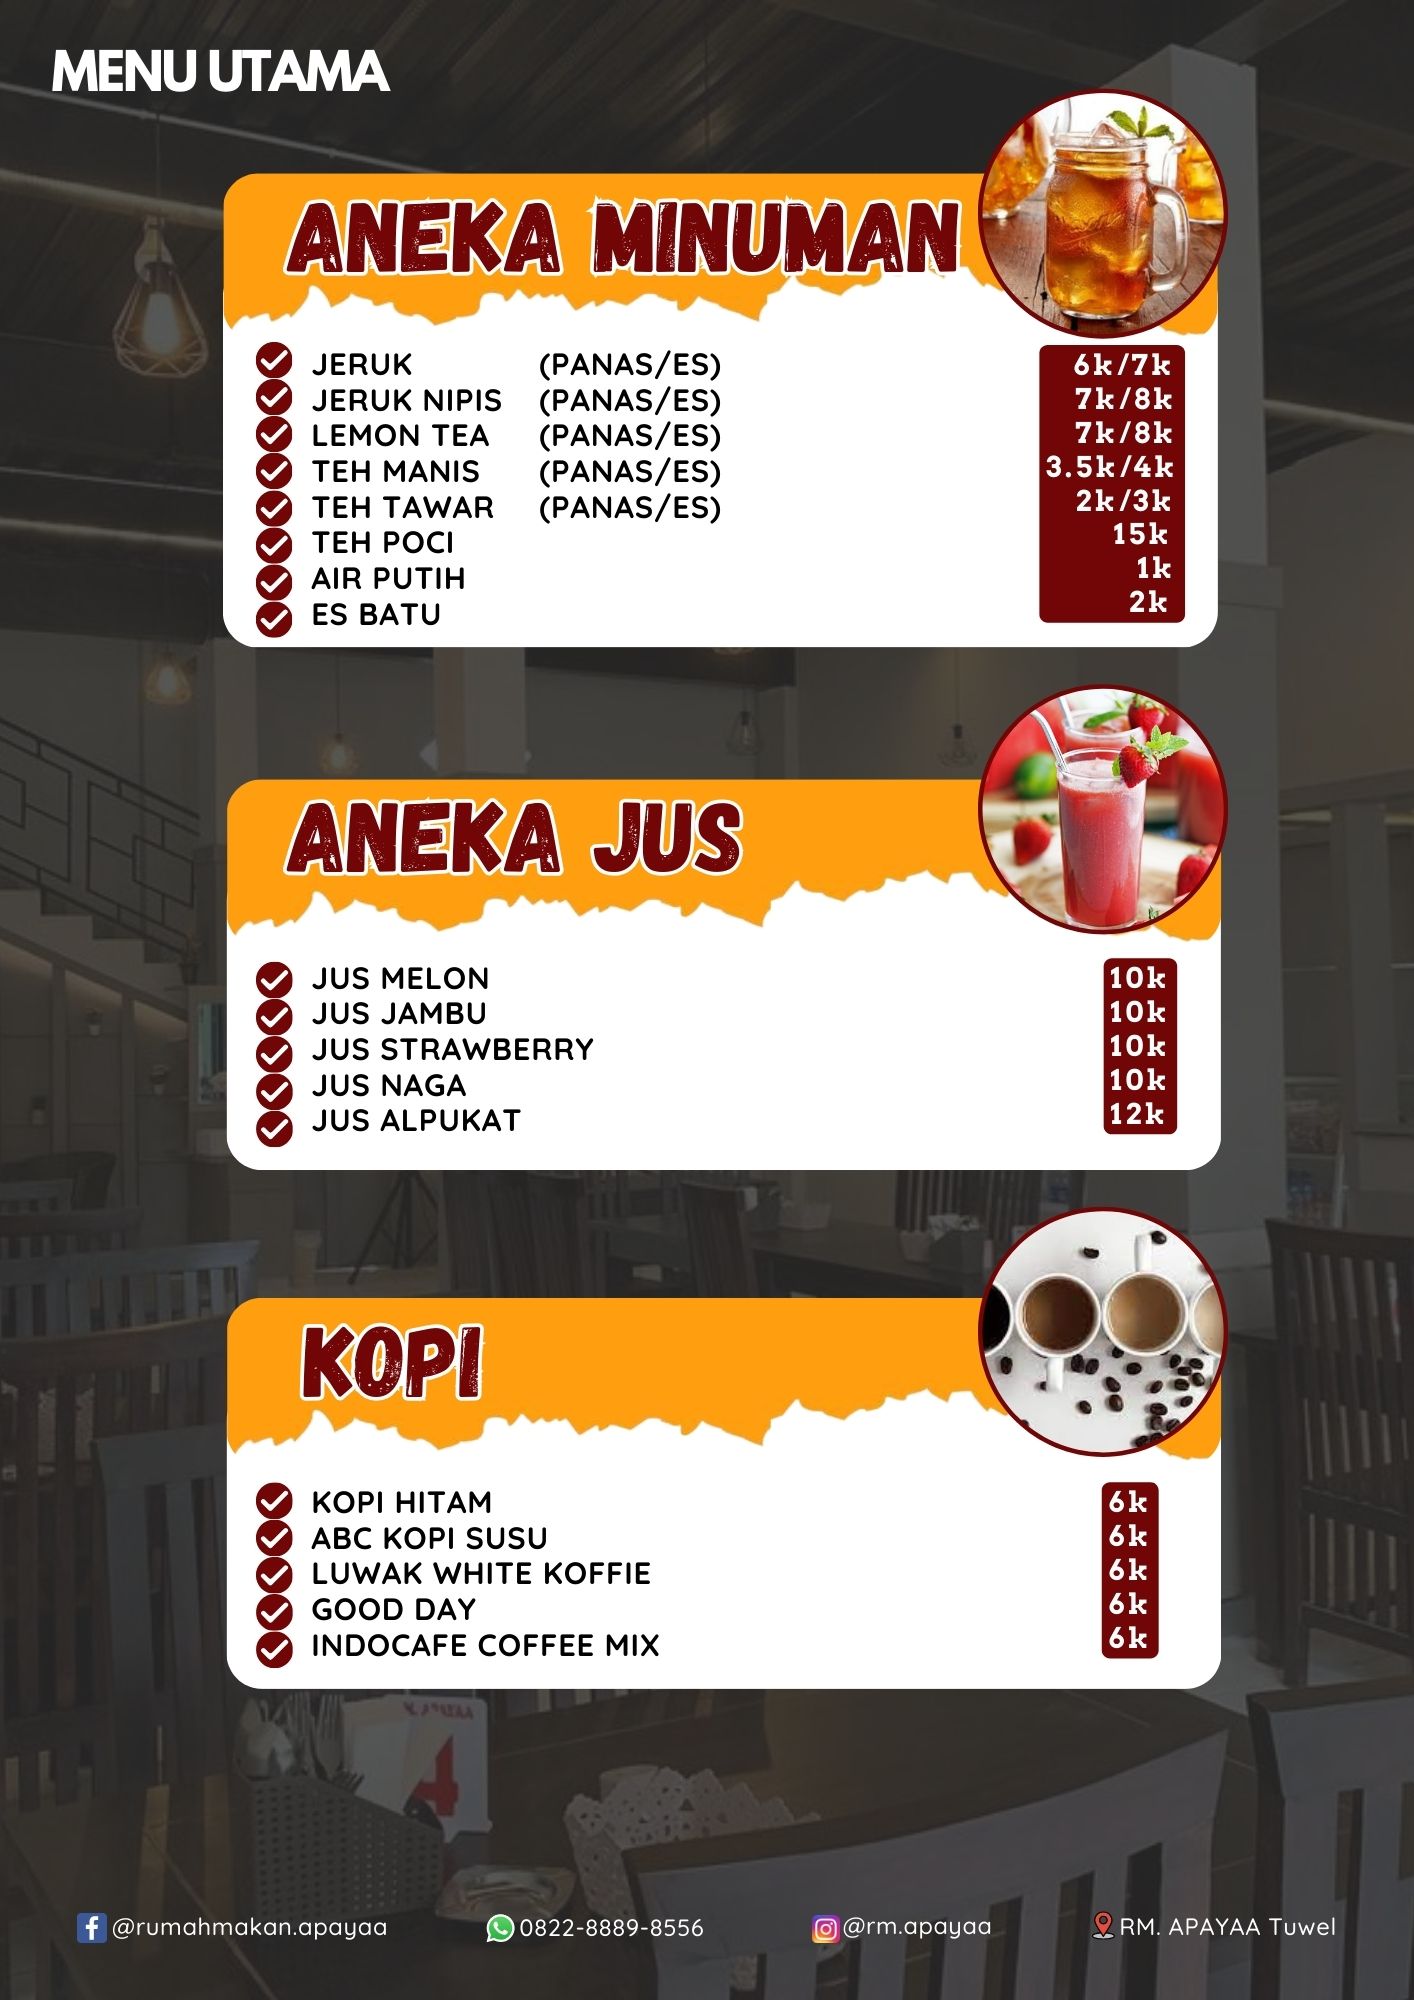 MENU UTAMA
ANEKA MINUMAN
JERUK (PANAS/ES) 6k/7k
JERUK NIPIS (PANAS/ES) 7k/8k
LEMON TEA (PANAS/ES) 7k/8k
TEH MANIS (PANAS/ES) 3.5k/4k
TEH TAWAR (PANAS/ES) 2k/3k
TEH POCI 15k
AIR PUTIH 1k
ES BATU 2k
ANEKA JUS
JUS MELON 10k
JUS JAMBU 10k
JUS STRAWBERRY 10k
JUS NAGA 10k
JUS ALPUKAT 12k
KOPI
KOPI HITAM 6k
ABC KOPI SUSU 6k
LUWAK WHITE KOFFIE 6k
GOOD DAY 6k
INDOCAFE COFFEE MIX 6k
4
@rumahmakan.apayaa 0822-8889-8556 @rm.apayaa RM. APAYAA Tuwel